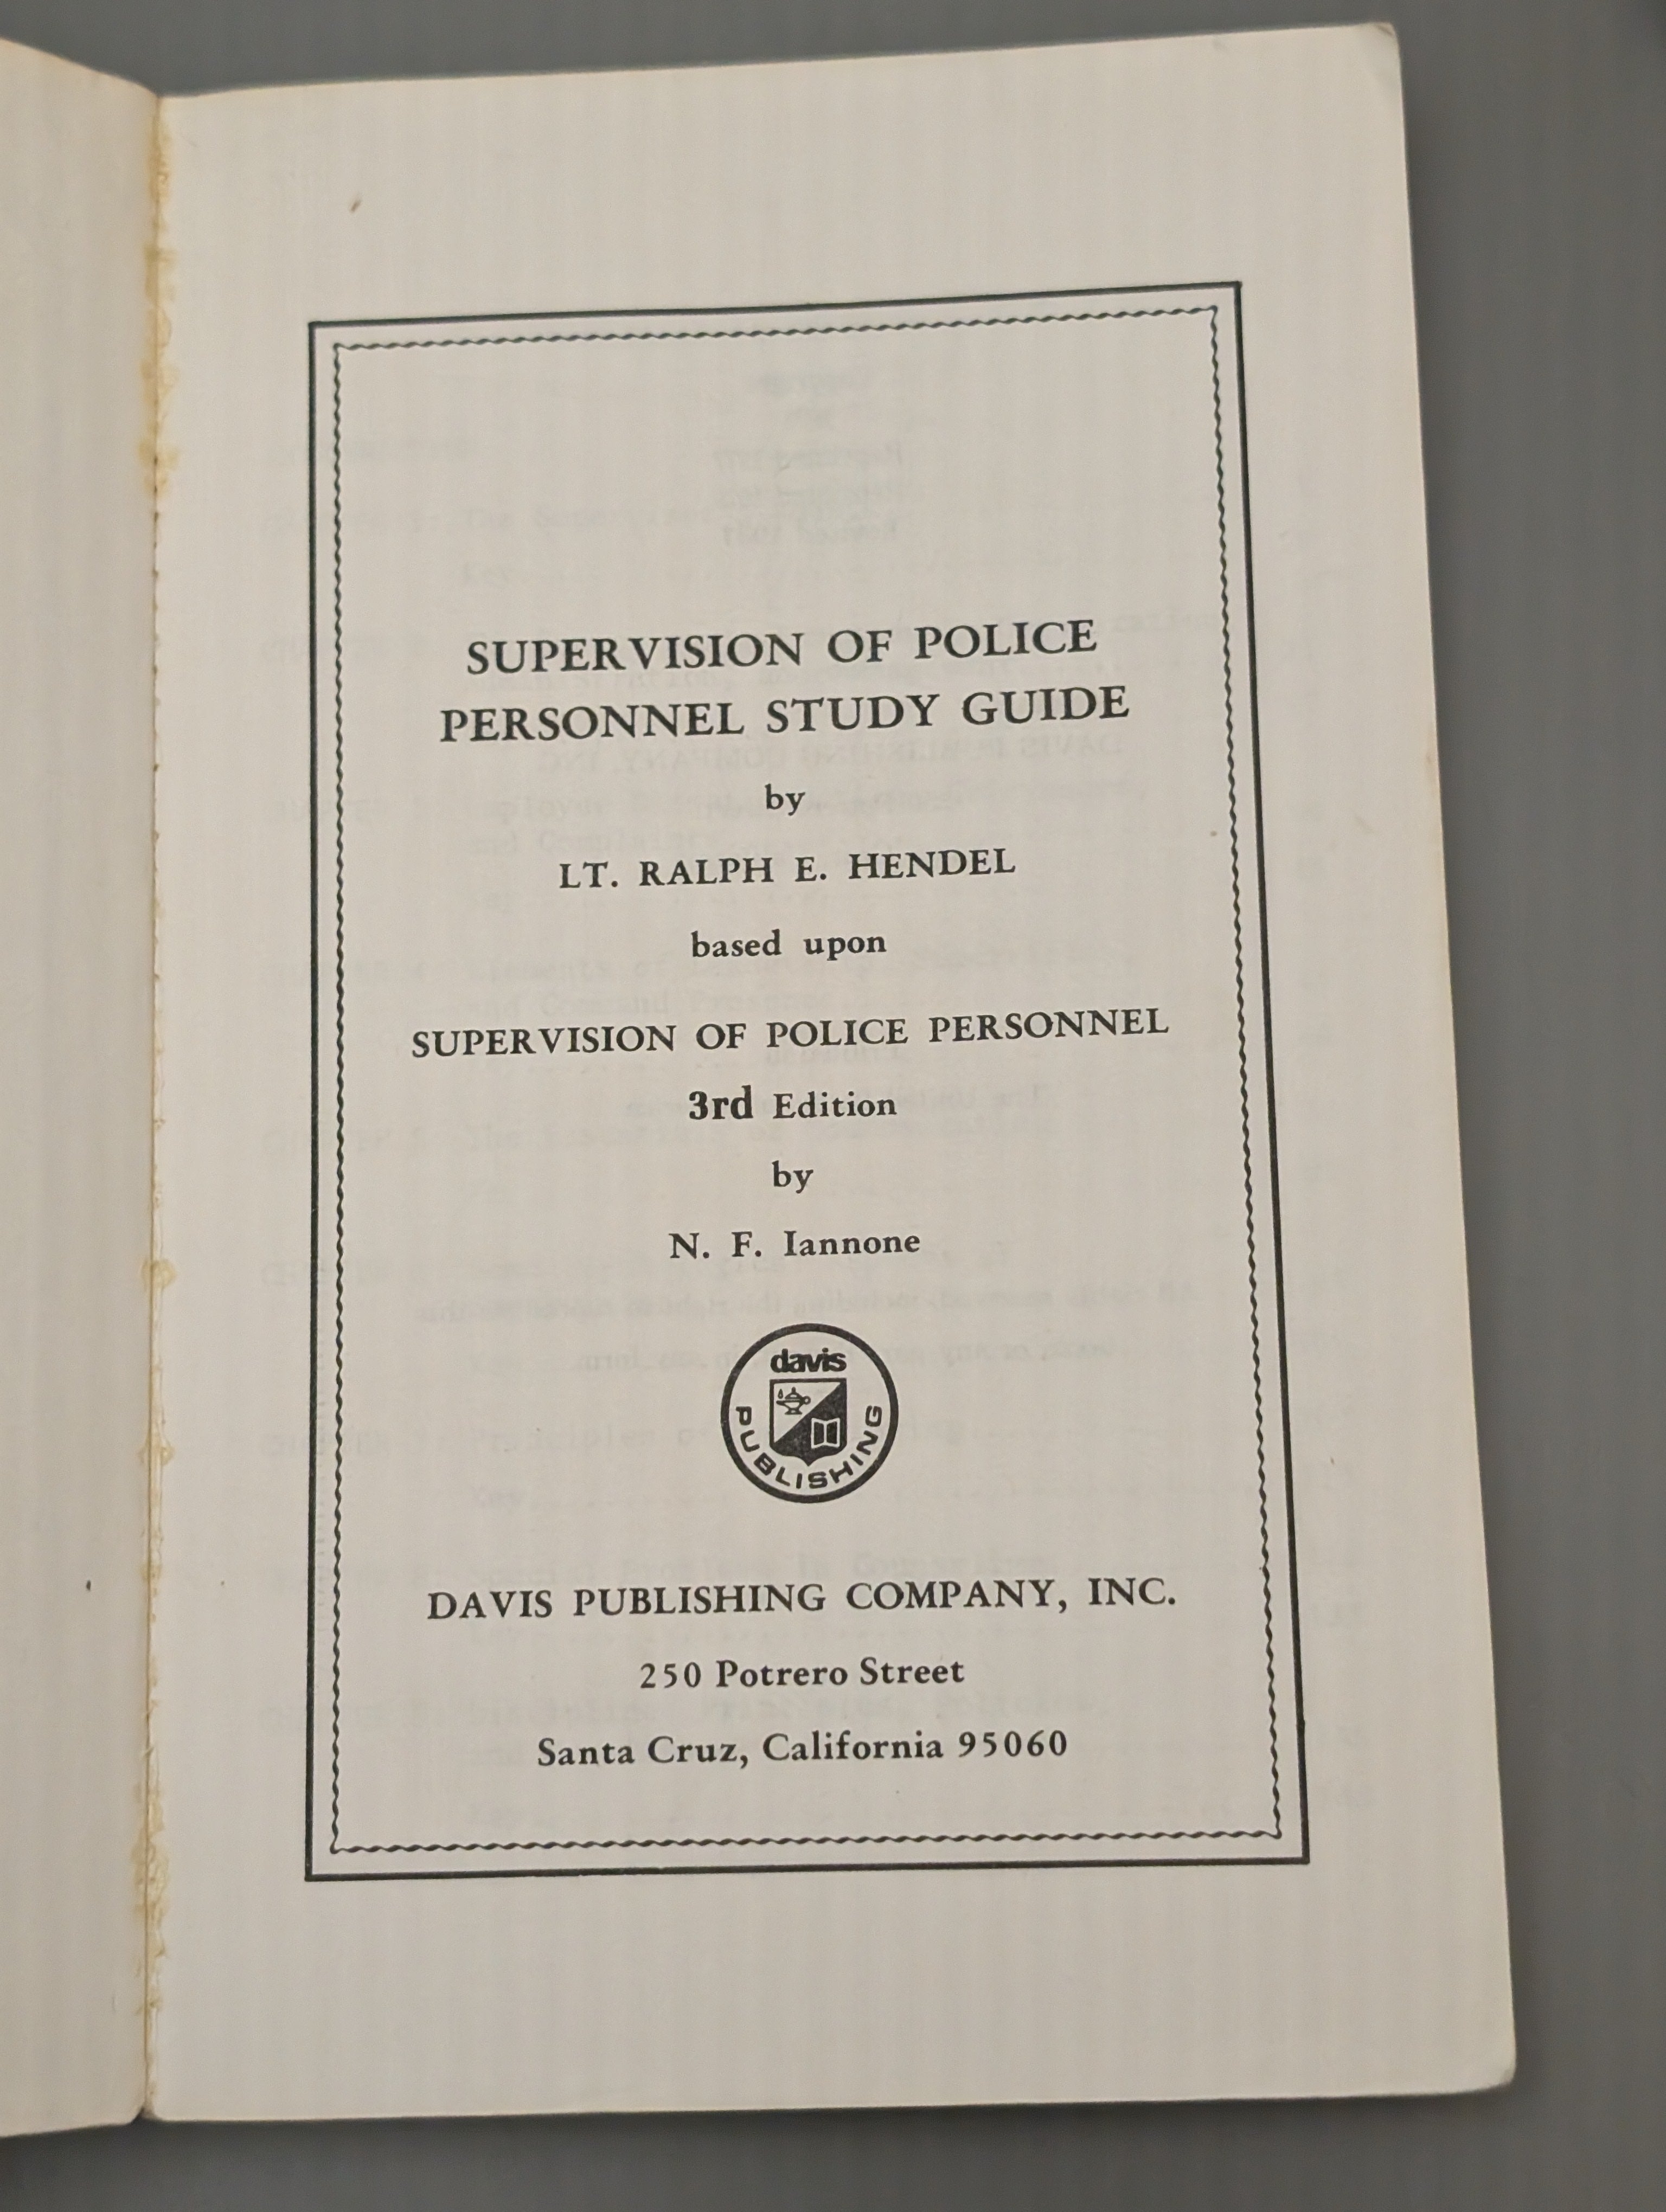 SUPERVISION OF POLICE
PERSONNEL STUDY GUIDE
by
LT. RALPH E. HENDEL
based upon
SUPERVISION OF POLICE PERSONNEL
3rd Edition
by
N. F. Iannone
davis
PUBLISHING
DAVIS PUBLISHING COMPANY, INC.
250 Potrero Street
Santa Cruz, California 95060